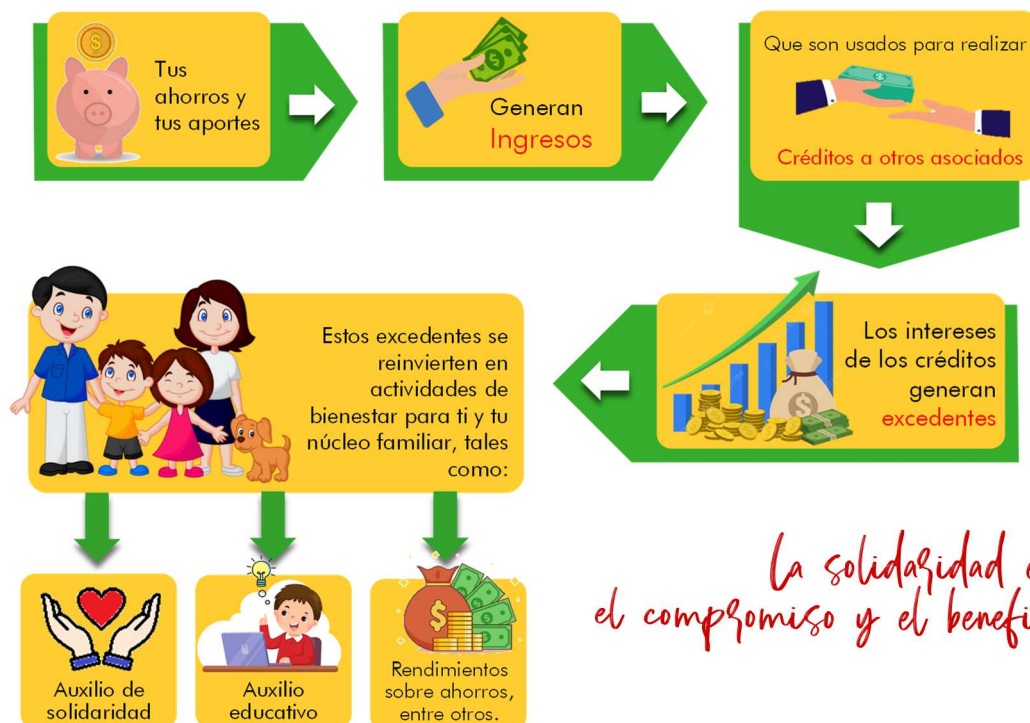 Tus
ahorros y
tus aportes
Generan
Ingresos
Que son usados para realizar
Créditos a otros asociados
Los intereses
de los créditos
generan
excedentes
Estos excedentes se
reinvierten en
actividades de
bienestar para ti y tu
núcleo familiar, tales
como:
Auxilio de
solidaridad
Auxilio
educativo
Rendimientos
sobre ahorros,
entre otros.
La solidaridad
el compromiso y el